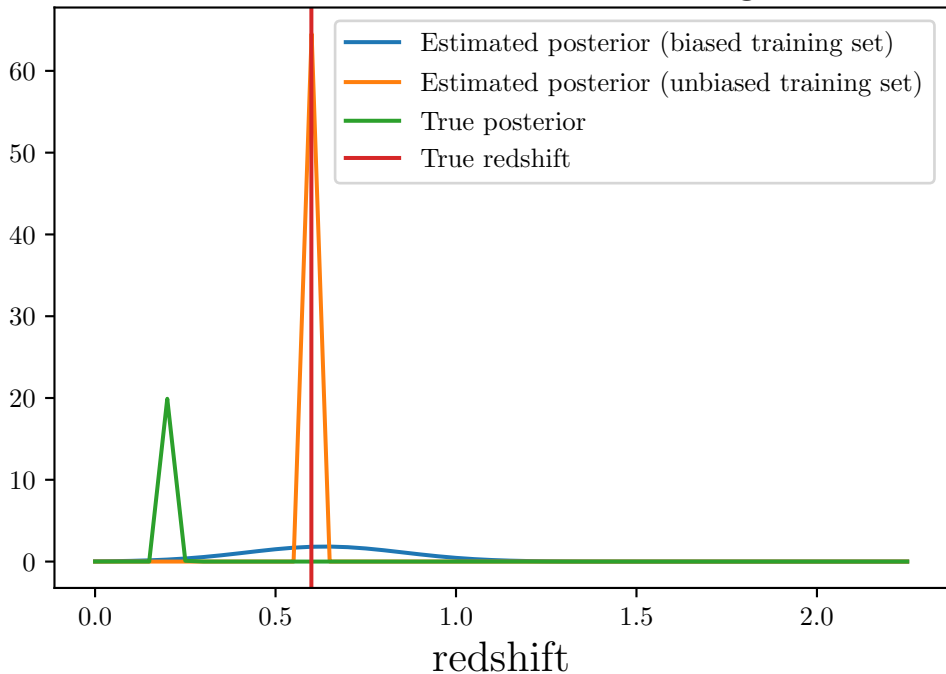 Estimated posterior (biased training set)
Estimated posterior (unbiased training set)
True posterior
True redshift
60
50
40
30
20
10
0
0.0 0.5 1.0 1.5 2.0
redshift